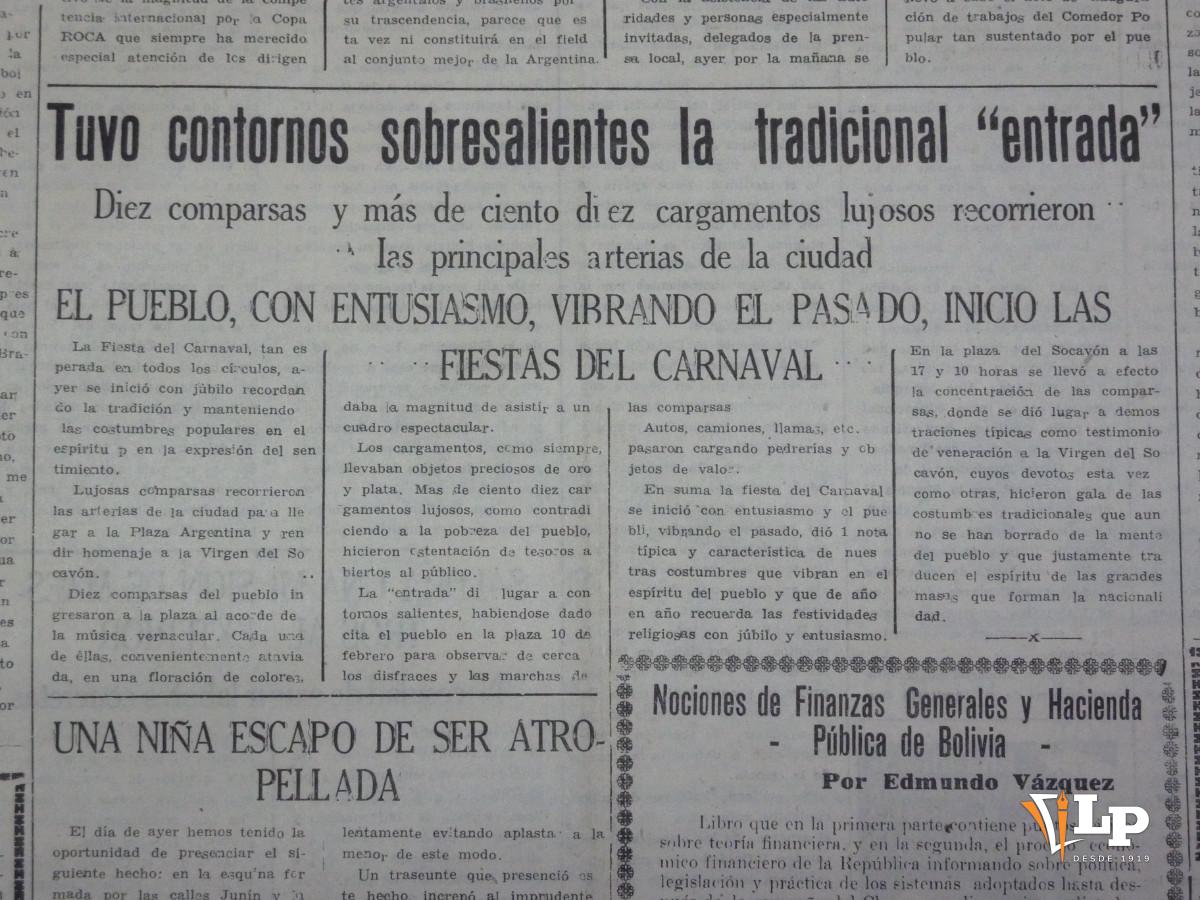 tencia internacional por la Copa
ROCA que siempre ha merecido
especial atención de lcs dirigen
su trascendencia, parece que es
ta vez ni constituirá en el field
al conjunto mejor de la Argentina.
ridades y personas especialmente
invitadas, delegados de la pren-
sa local, ayer por la mañana se
ción de trabajos del Comedor Po
pular tan sustentado por el pue
blo.
Tuvo contornos sobresalientes la tradicional “entrada”
Diez comparsas y más de ciento diez cargamentos lujosos recorrieron
las principales arterias de la ciudad
EL PUEBLO, CON ENTUSIASMO, VIBRANDO EL PASADO, INICIO LAS
FIESTAS DEL CARNAVAL
La Fiesta del Carnaval, tan es
perada en todos los círculos, a-
yer se inició con júbilo recordan
do la tradición y manteniendo
las costumbres populares en el
espíritu p en la expresión del sen
timiento.
Lujosas comparsas recorrieron
las arterias de la ciudad para lle
gar a la Plaza Argentina y ren
dir homenaje a la Virgen del So
cavón.
Diez comparsas del pueblo in
gresaron a la plaza al acorde de
la música vernacular. Cada una
de éllas, convenientemente atavia
da, en una floración de colores,
daba la magnitud de asistir a un
cuadro espectacular.
Los cargamentos, como siempre,
llevaban objetos preciosos de oro
y plata. Mas de ciento diez car
gamentos lujosos, como contradi
ciendo a la pobreza del pueblo,
hicieron ostentación de tesoros a
biertos al público.
La “entrada” di lugar a con
tornos salientes, habiendose dado
cita el pueblo en la plaza 10 de
febrero para observar de cerca
los disfraces y las marchas de
las comparsas
Autos, camiones, llamas, etc.
pasaron cargando pedrerías y ob
jetos de valor.
En suma la fiesta del Carnaval
se inició con entusiasmo y el pue
bli, vibrando el pasado, dió 1 nota
típica y característica de nues
tras costumbres que vibran en el
espíritu del pueblo y que de año
en año recuerda las festividades
religiosas con júbilo y entusiasmo.
En la plaza del Socavón a las
17 y 10 horas se llevó a efecto
la concentración de las compar-
sas, donde se dió lugar a demos
traciones típicas como testimonio
de veneración a la Virgen del So
cavón, cuyos devotos esta vez
como otras, hicieron gala de las
costumbres tradicionales que aun
no se han borrado de la mente
del pueblo y que justamente tra
ducen el espíritu de las grandes
masas que forman la nacionali
dad.
x
UNA NIÑA ESCAPO DE SER ATRO-
PELLADA
El día de ayer hemos tenido la
oportunidad de presenciar el si-
guiente hecho: en la esquina for
mada por las calles Junín y la
lentamente evitando aplastar a la
menor de este modo.
Un traseunte que presenció es
te hecho increpó al imprudente
Nociones de Finanzas Generales y Hacienda
- Pública de Bolivia -
Por Edmundo Vázquez
Libro que en la primera parte contiene
sobre teoría financiera, y en la segunda, el
mico financiero de la República informando sobre política,
legislación y práctica de los sistemas adoptados hasta des-
LP
DESDE 1919